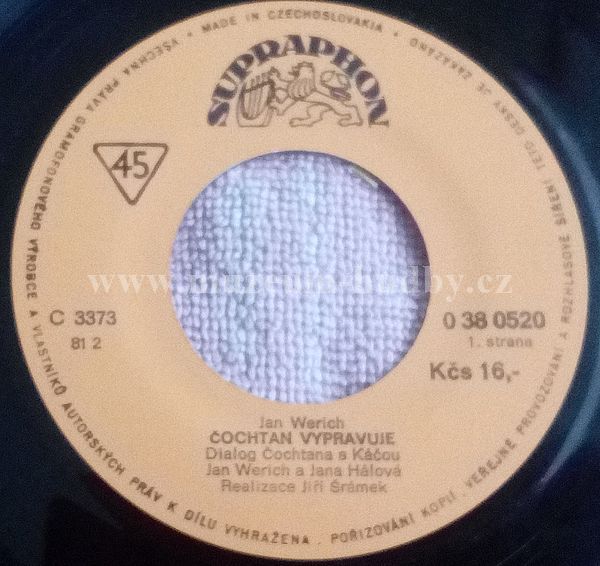 MADE IN CZECHOSLOVAKIA
SUPRAPHON
45
www.muzeum-hudby.cz
C 3373
81 2
0 38 0520
1. strana
Kčs 16,-
Jan Werich
ČOCHTAN VYPRAVUJE
Dialog Čochtana s Káčou
Jan Werich a Jana Hálová
Realizace Jiří Šrámek
VŠECHNA PRÁVA GRAMOFONOVÉHO VÝROBCE A VLASTNÍKŮ AUTORSKÝCH PRÁV K DÍLU VYHRAŽENA. POŘIZOVÁNÍ KOPIÍ, VEŘEJNÉ PROVOZOVÁNÍ A ROZHLASOVÉ ŠÍŘENÍ TÉTO DESKY JE ZAKÁZÁNO